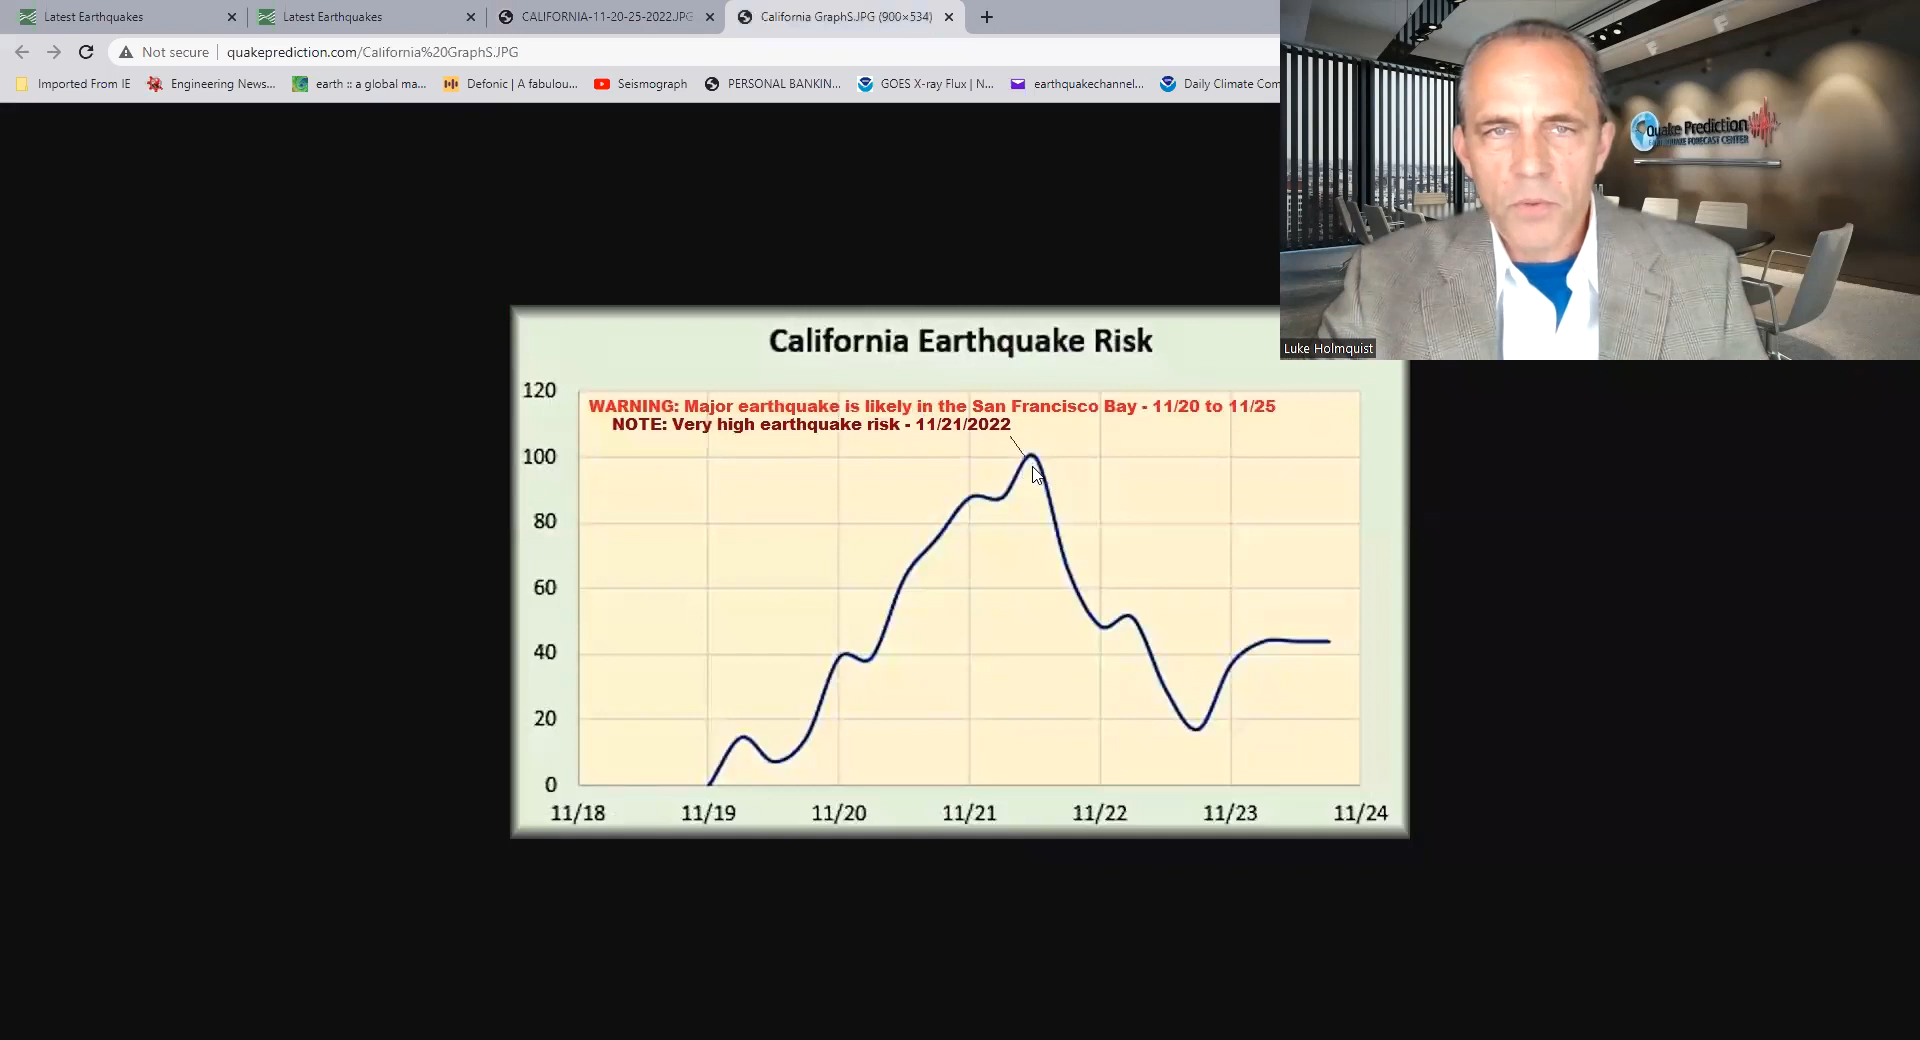 Latest Earthquakes
Latest Earthquakes
CALIFORNIA-11-20-25-2022.JPG
California GraphS.JPG (900×534)
Not secure
quakeprediction.com/California%20GraphS.JPG
Imported From IE
Engineering News...
earth :: a global ma...
Defonic | A fabulou...
Seismograph
PERSONAL BANKIN...
GOES X-ray Flux | N...
earthquakechannel...
Daily Climate Com
Quake Prediction
EARTHQUAKE FORECAST CENTER
Luke Holmquist
California Earthquake Risk
WARNING: Major earthquake is likely in the San Francisco Bay - 11/20 to 11/25
NOTE: Very high earthquake risk - 11/21/2022
120
100
80
60
40
20
0
11/18 11/19 11/20 11/21 11/22 11/23 11/24